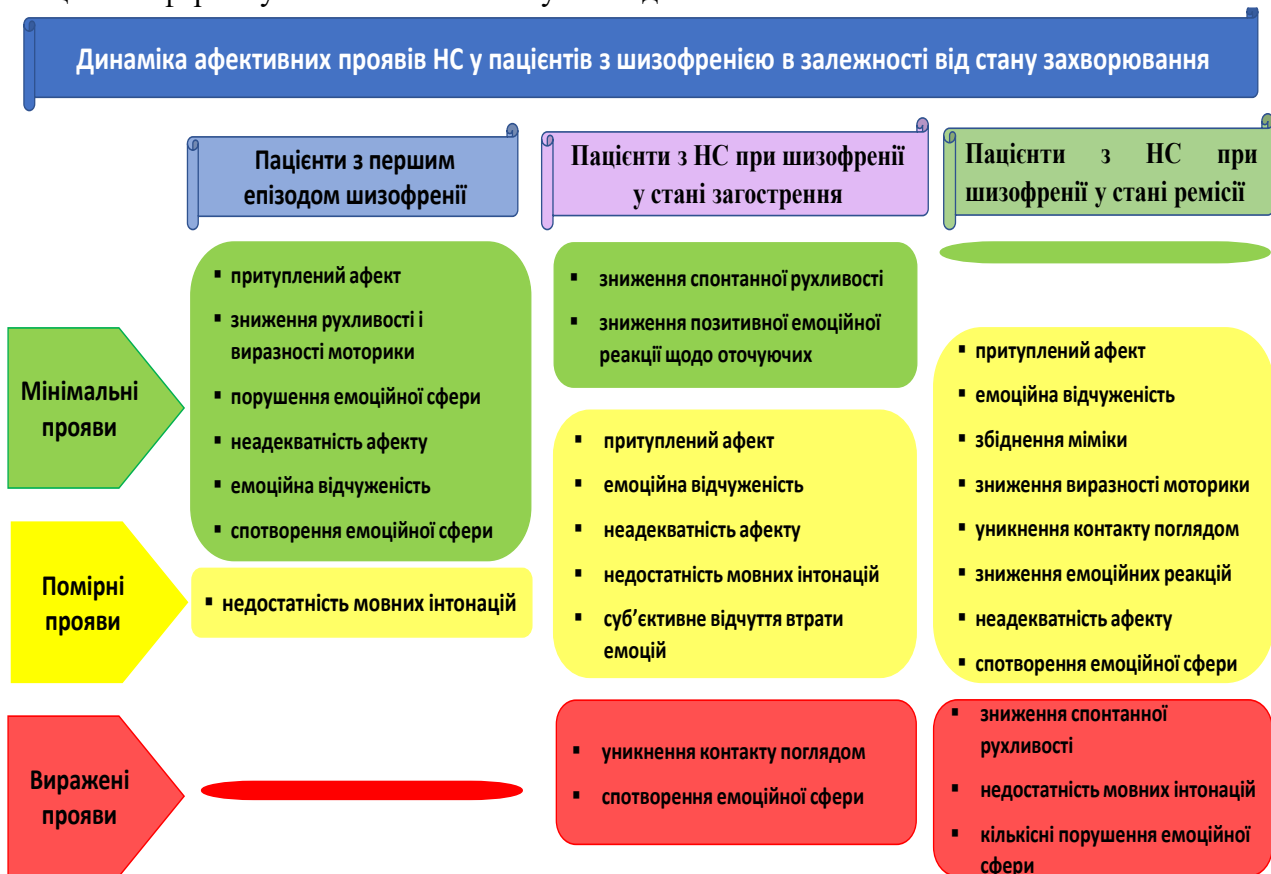 Динаміка афективних проявів НС у пацієнтів з шизофренією в залежності від стану захворювання
Пацієнти з першим
епізодом шизофренії
Пацієнти з НС при шизофренії
у стані загострення
Пацієнти з НС при
шизофренії у стані ремісії
Мінімальні
прояви
▪ притуплений афект
▪ зниження рухливості і
виразності моторики
▪ порушення емоційної сфери
▪ неадекватність афекту
▪ емоційна відчуженість
▪ спотворення емоційної сфери
▪ зниження спонтанної рухливості
▪ зниження позитивної емоційної
реакції щодо оточуючих
Помірні
прояви
▪ недостатність мовних інтонацій
▪ притуплений афект
▪ емоційна відчуженість
▪ неадекватність афекту
▪ недостатність мовних інтонацій
▪ суб’єктивне відчуття втрати
емоцій
▪ притуплений афект
▪ емоційна відчуженість
▪ збіднення міміки
▪ зниження виразності моторики
▪ уникнення контакту поглядом
▪ зниження емоційних реакцій
▪ неадекватність афекту
▪ спотворення емоційної сфери
Виражені
прояви
▪ уникнення контакту поглядом
▪ спотворення емоційної сфери
▪ зниження спонтанної
рухливості
▪ недостатність мовних інтонацій
▪ кількісні порушення емоційної
сфери